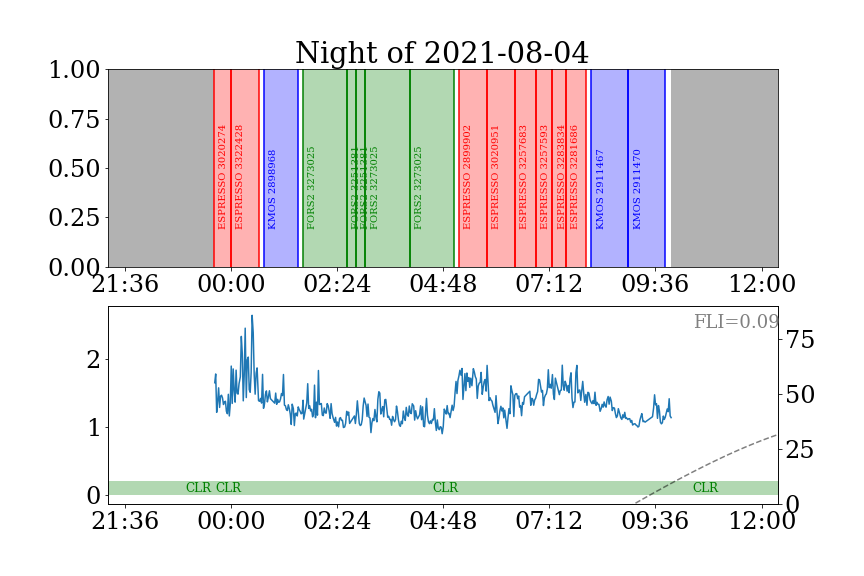 Night of 2021-08-04
1.00
0.75
0.50
0.25
0.00
ESPRESSO 3020274
ESPRESSO 3322428
KMOS 2898968
FORS2 3273025
FORS2 3251381
FORS2 3251381
FORS2 3273025
FORS2 3273025
ESPRESSO 2899902
ESPRESSO 3020951
ESPRESSO 3257683
ESPRESSO 3257593
ESPRESSO 3283834
ESPRESSO 3281686
KMOS 2911467
KMOS 2911470
21:36 00:00 02:24 04:48 07:12 09:36 12:00
FLI=0.09
2
1
0
75
50
25
0
CLR CLR CLR CLR
21:36 00:00 02:24 04:48 07:12 09:36 12:00